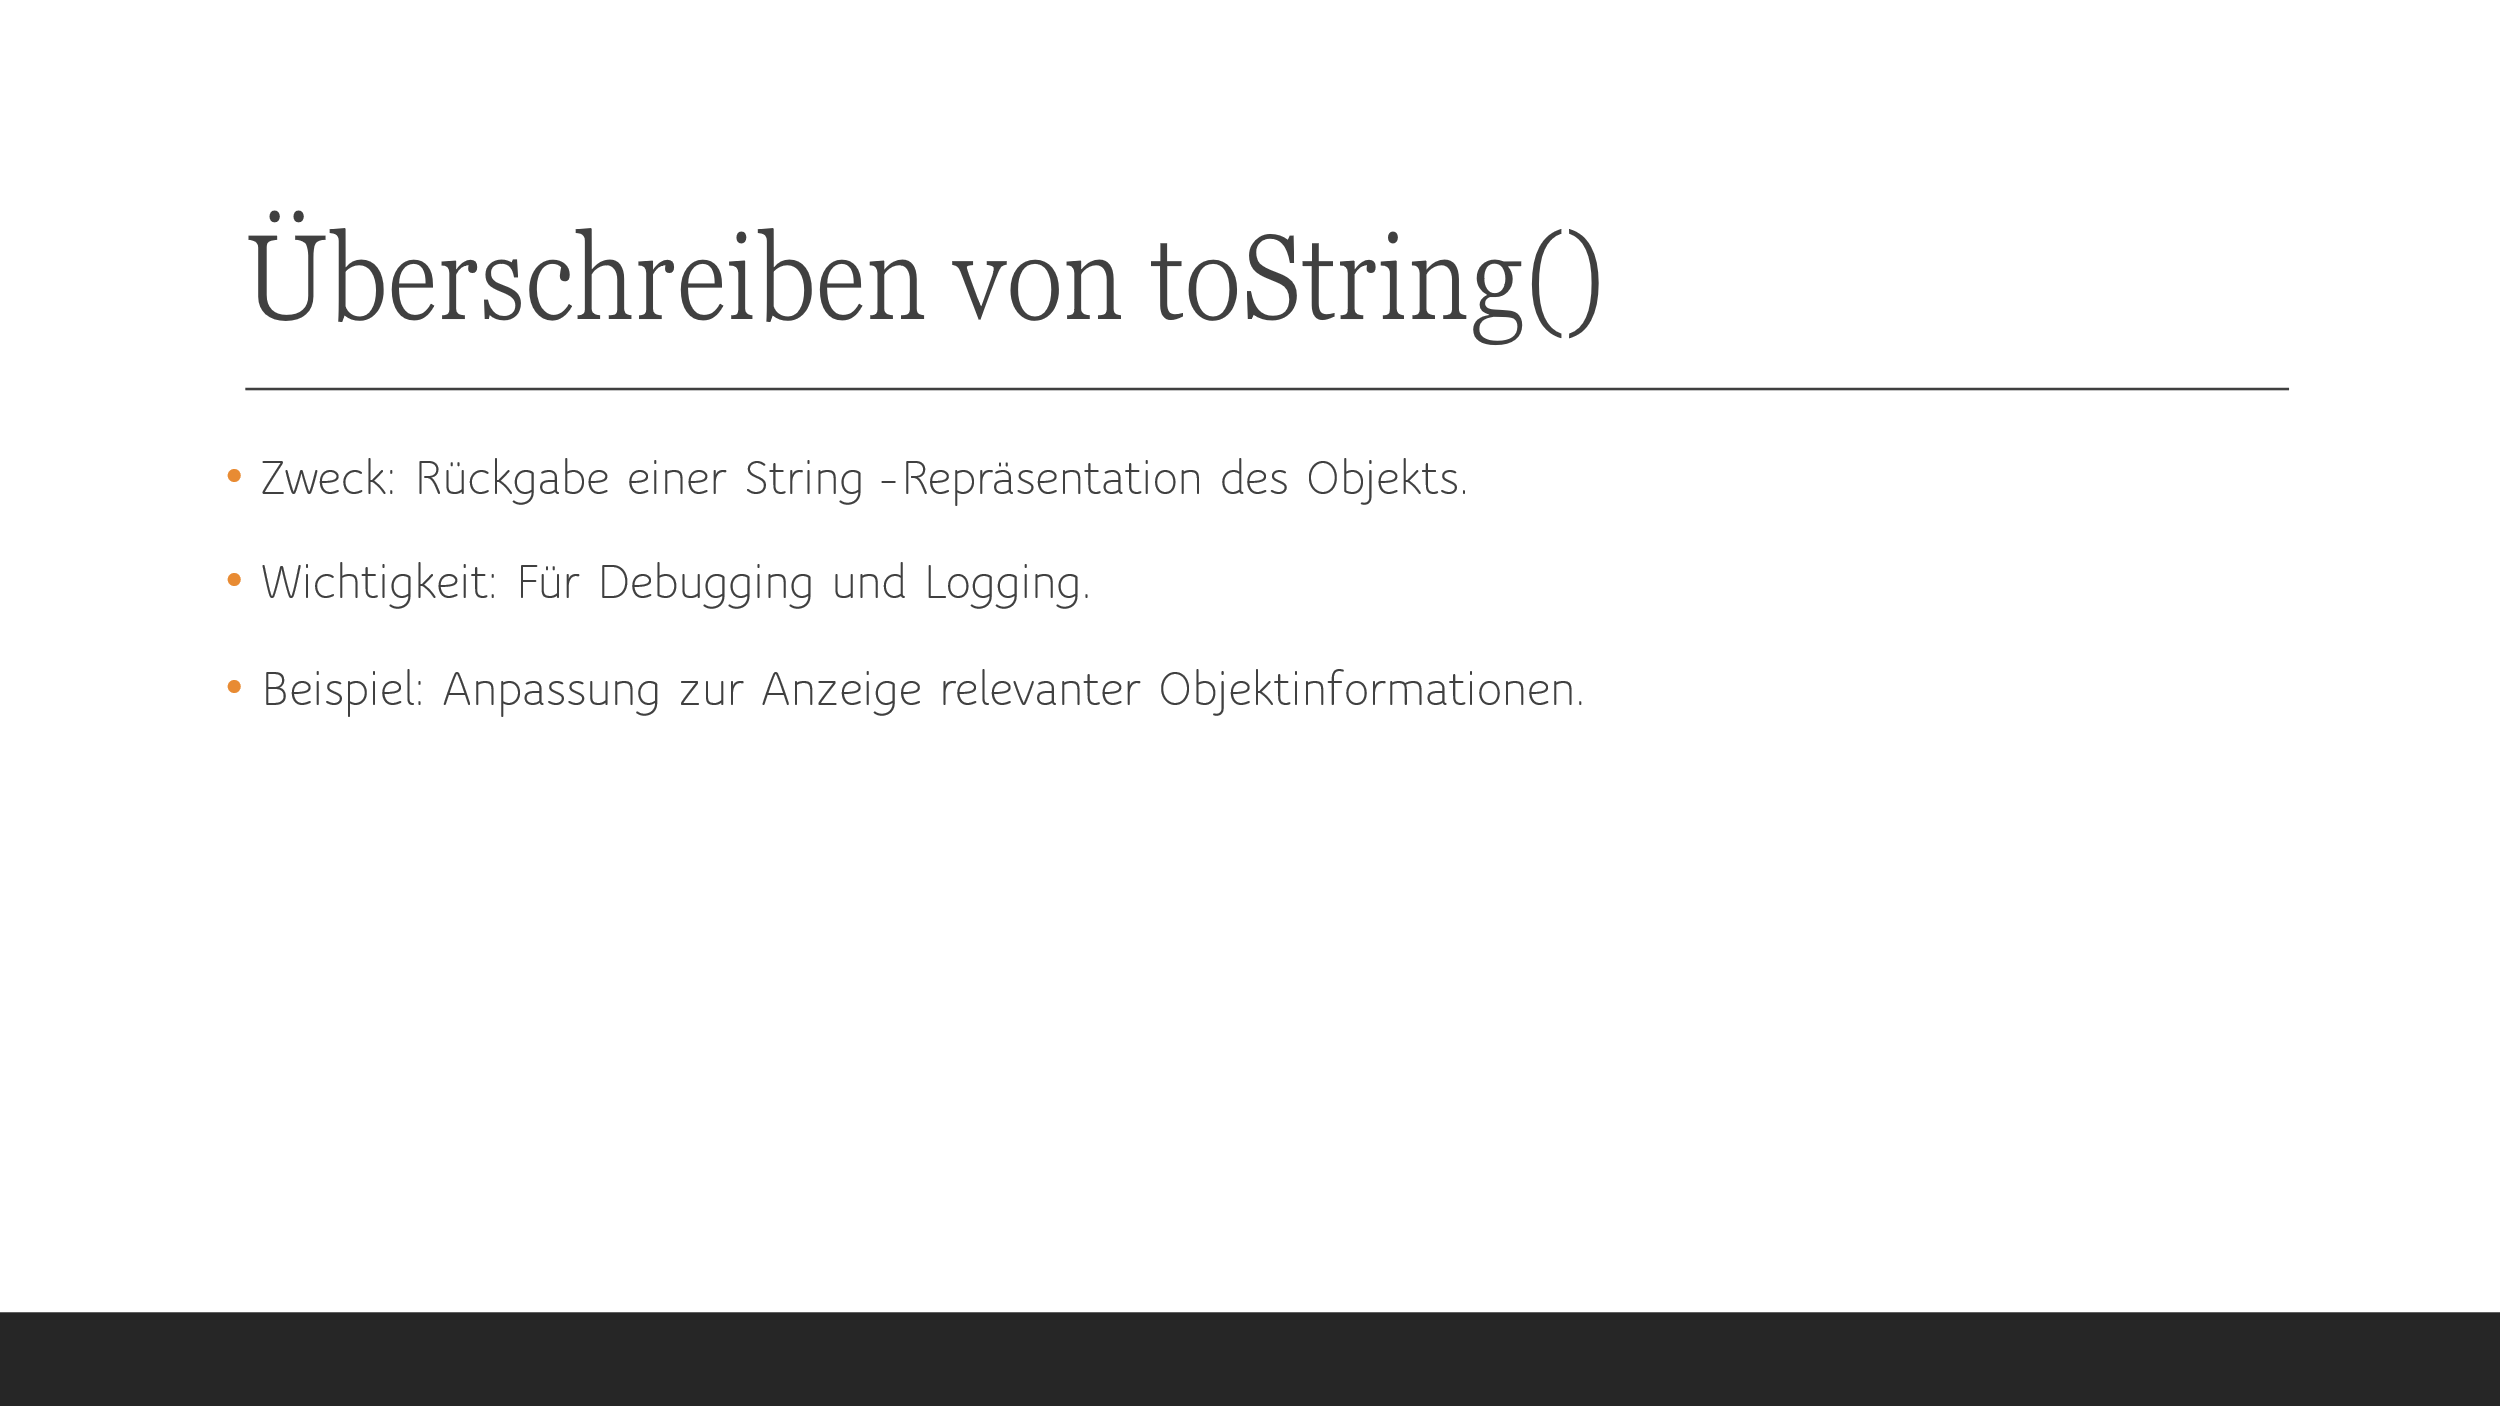 Überschreiben von toString()
• Zweck: Rückgabe einer String -Repräsentation des Objekts.
• Wichtigkeit: Für Debugging und Logging.
• Beispiel: Anpassung zur Anzeige relevanter Objektinformationen.